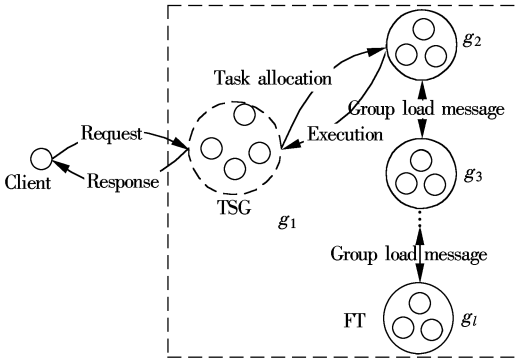 g2
Task allocation
Group load message
Request
Execution
Client
Response
g3
TSG
g1
Group load message
FT
gl